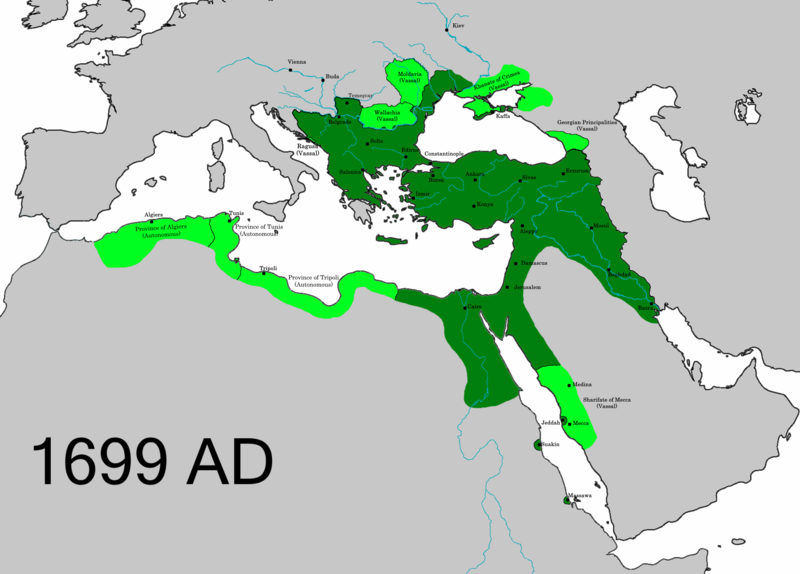 Kiev
Vienna
Buda
Moldavia
(Vassal)
Khanate of Crimea
(Vassal)
Temesvar
Wallachia
(Vassal)
Kaffa
Belgrade
Georgian Principalities
(Vassal)
Ragusa
(Vassal)
Sofia
Edirne
Constantinople
Salonica
Bursa
Ankara
Sivas
Erzurum
Izmir
Konya
Algiers
Province of Algiers
(Autonomous)
Tunis
Province of Tunis
(Autonomous)
Aleppo
Mosul
Tripoli
Province of Tripoli
(Autonomous)
Damascus
Baghdad
Jerusalem
Cairo
Basra
Medina
Sharifate of Mecca
(Vassal)
Jeddah
Mecca
Suakin
Massawa
1699 AD